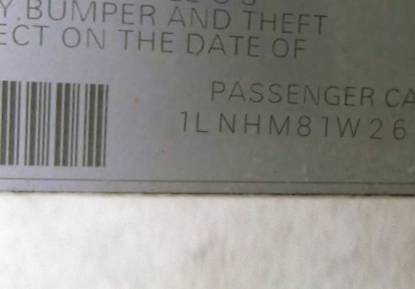 Y.BUMPER AND THEFT
ECT ON THE DATE OF
PASSENGER CA
1LNHM81W26